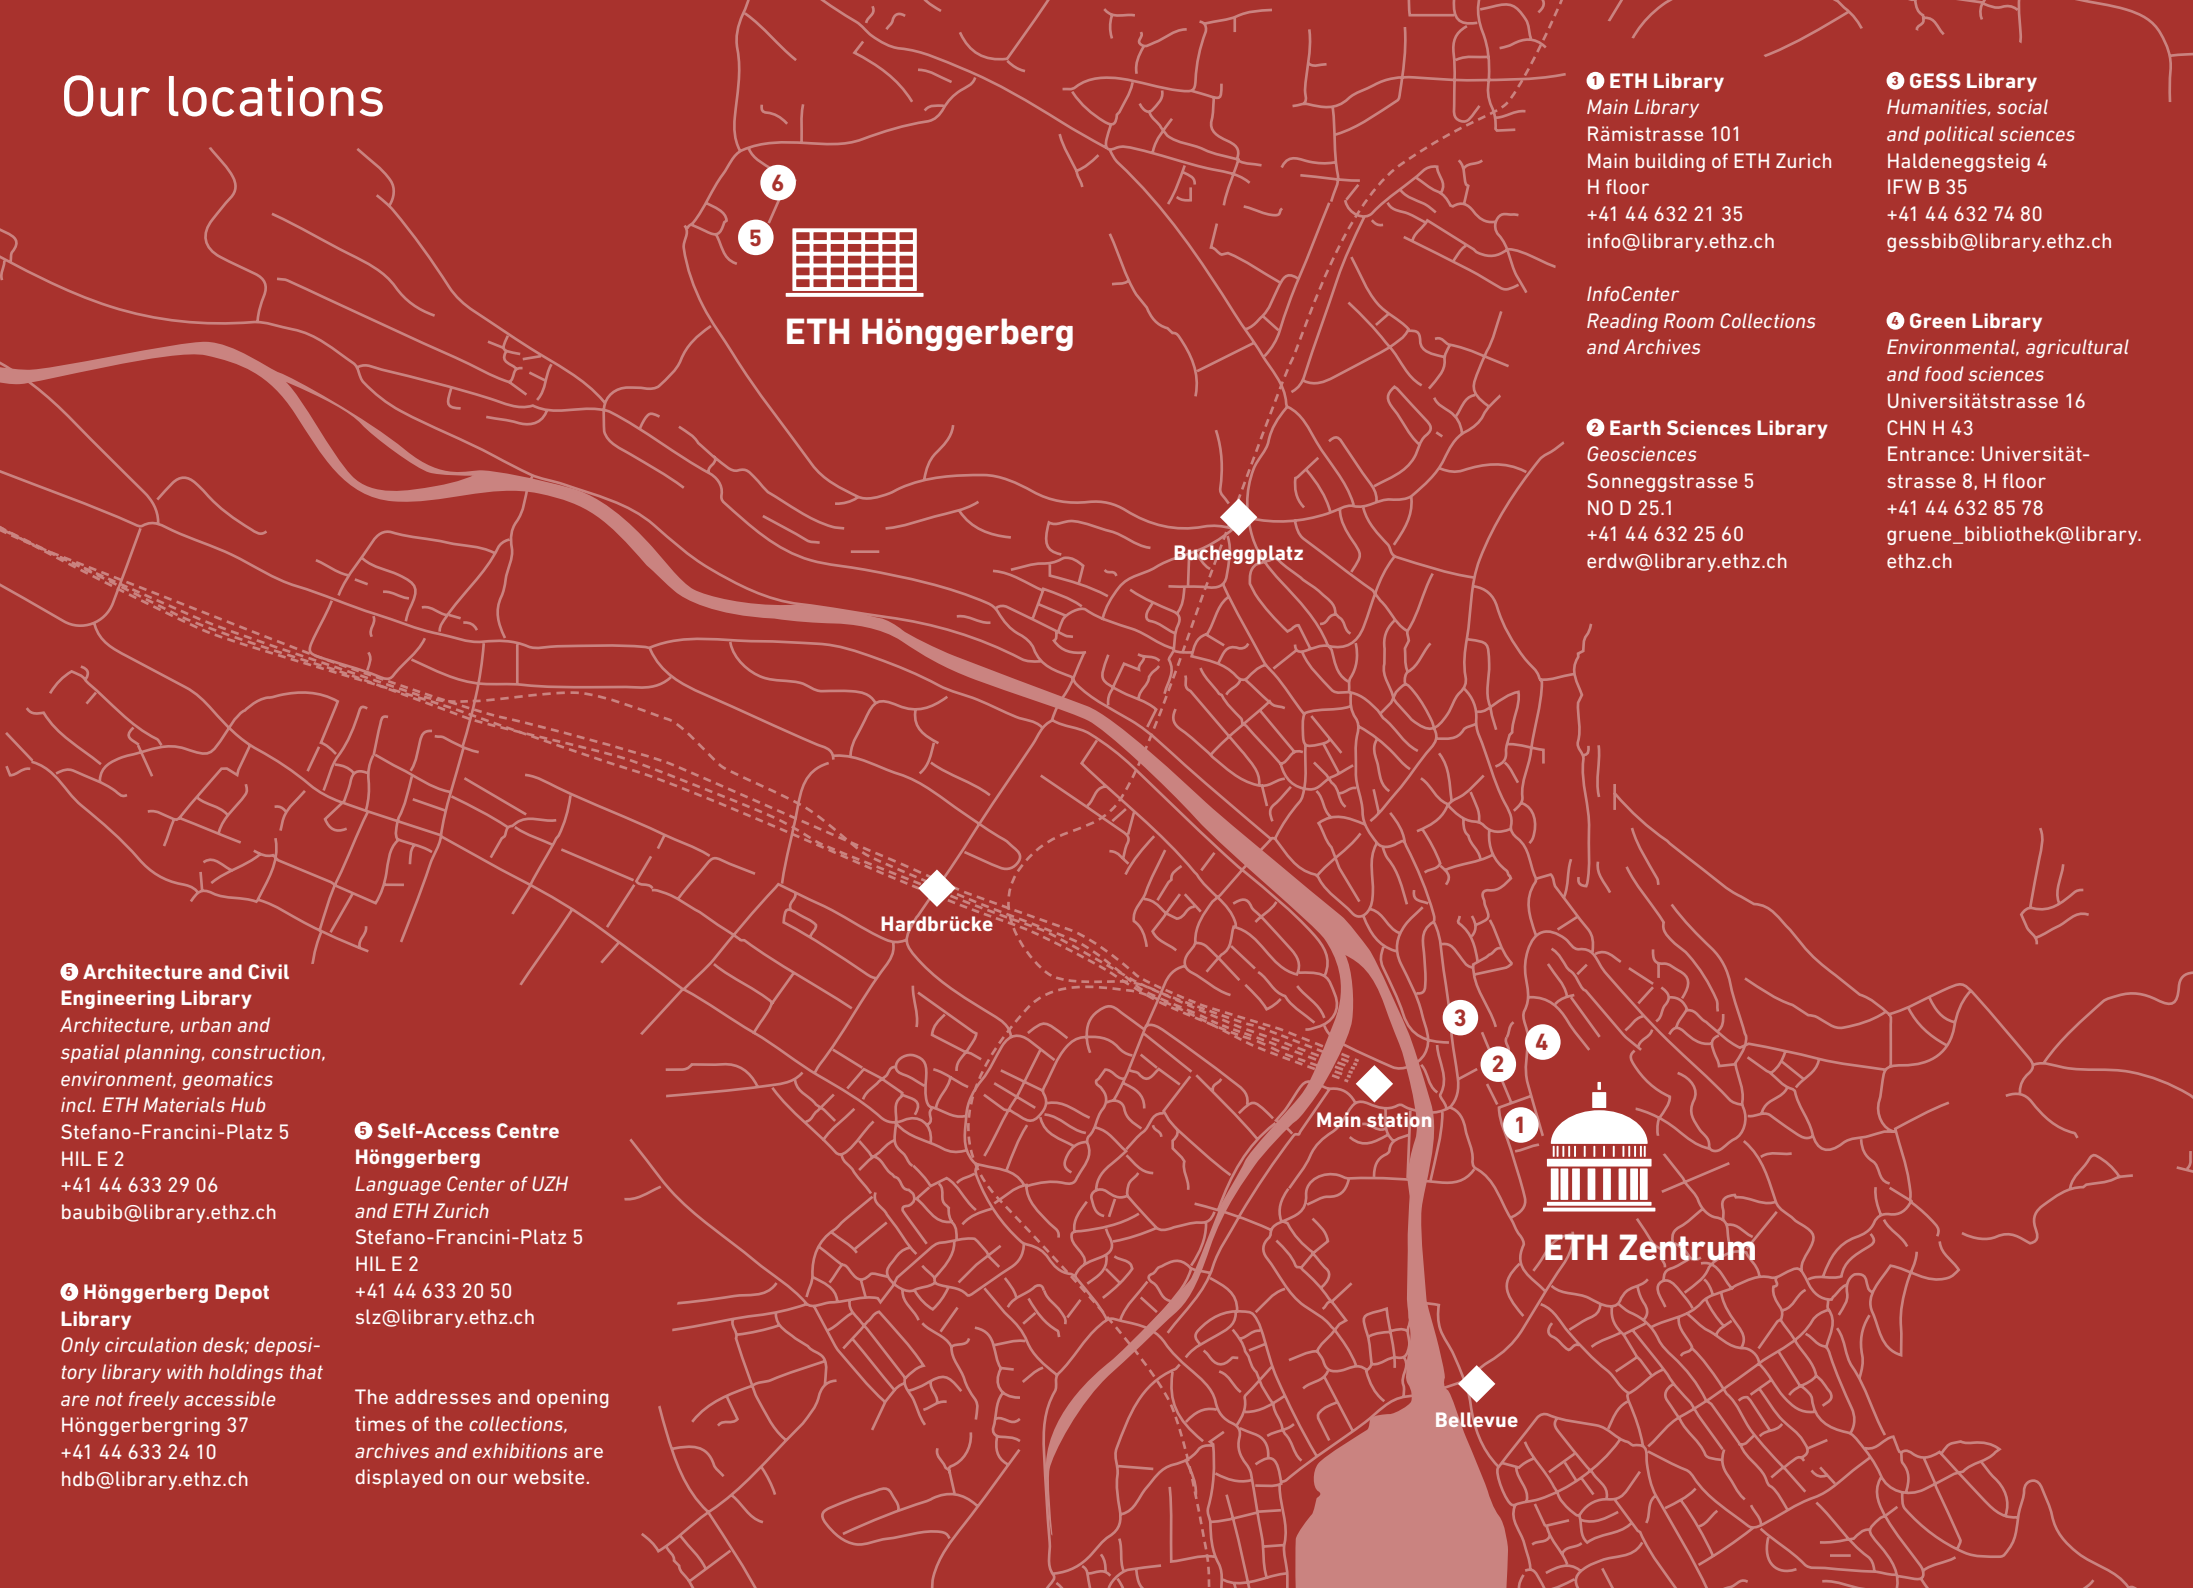 Our locations
❶ ETH Library
Main Library
Rämistrasse 101
Main building of ETH Zurich
H floor
+41 44 632 21 35
info@library.ethz.ch
InfoCenter
Reading Room Collections
and Archives
❷ Earth Sciences Library
Geosciences
Sonneggstrasse 5
NO D 25.1
+41 44 632 25 60
erdw@library.ethz.ch
❸ GESS Library
Humanities, social
and political sciences
Haldeneggsteig 4
IFW B 35
+41 44 632 74 80
gessbib@library.ethz.ch
❹ Green Library
Environmental, agricultural
and food sciences
Universitätstrasse 16
CHN H 43
Entrance: Universität-
strasse 8, H floor
+41 44 632 85 78
gruene_bibliothek@library.
ethz.ch
6
5
ETH Hönggerberg
Bucheggplatz
Hardbrücke
3
4
2
Main station
1
ETH Zentrum
Bellevue
❺ Architecture and Civil
Engineering Library
Architecture, urban and
spatial planning, construction,
environment, geomatics
incl. ETH Materials Hub
Stefano-Francini-Platz 5
HIL E 2
+41 44 633 29 06
baubib@library.ethz.ch
❻ Hönggerberg Depot
Library
Only circulation desk; deposi-
tory library with holdings that
are not freely accessible
Hönggerbergring 37
+41 44 633 24 10
hdb@library.ethz.ch
❺ Self-Access Centre
Hönggerberg
Language Center of UZH
and ETH Zurich
Stefano-Francini-Platz 5
HIL E 2
+41 44 633 20 50
slz@library.ethz.ch
The addresses and opening
times of the collections,
archives and exhibitions are
displayed on our website.